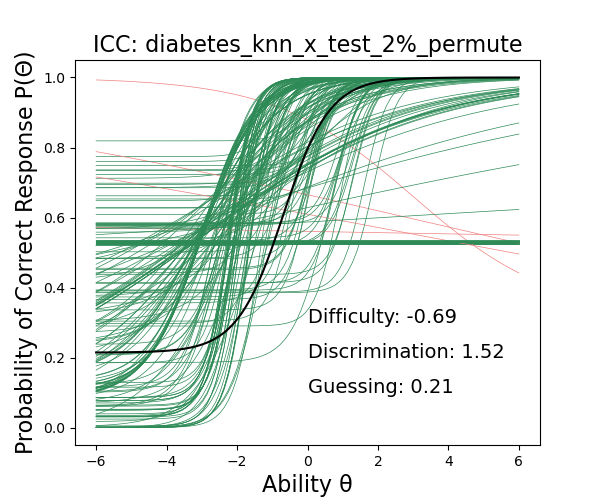 ICC: diabetes_knn_x_test_2%_permute
Probability of Correct Response P(Θ)
1.0
0.8
0.6
0.4
0.2
0.0
Difficulty: -0.69
Discrimination: 1.52
Guessing: 0.21
−6 −4 −2 0 2 4 6
Ability θ